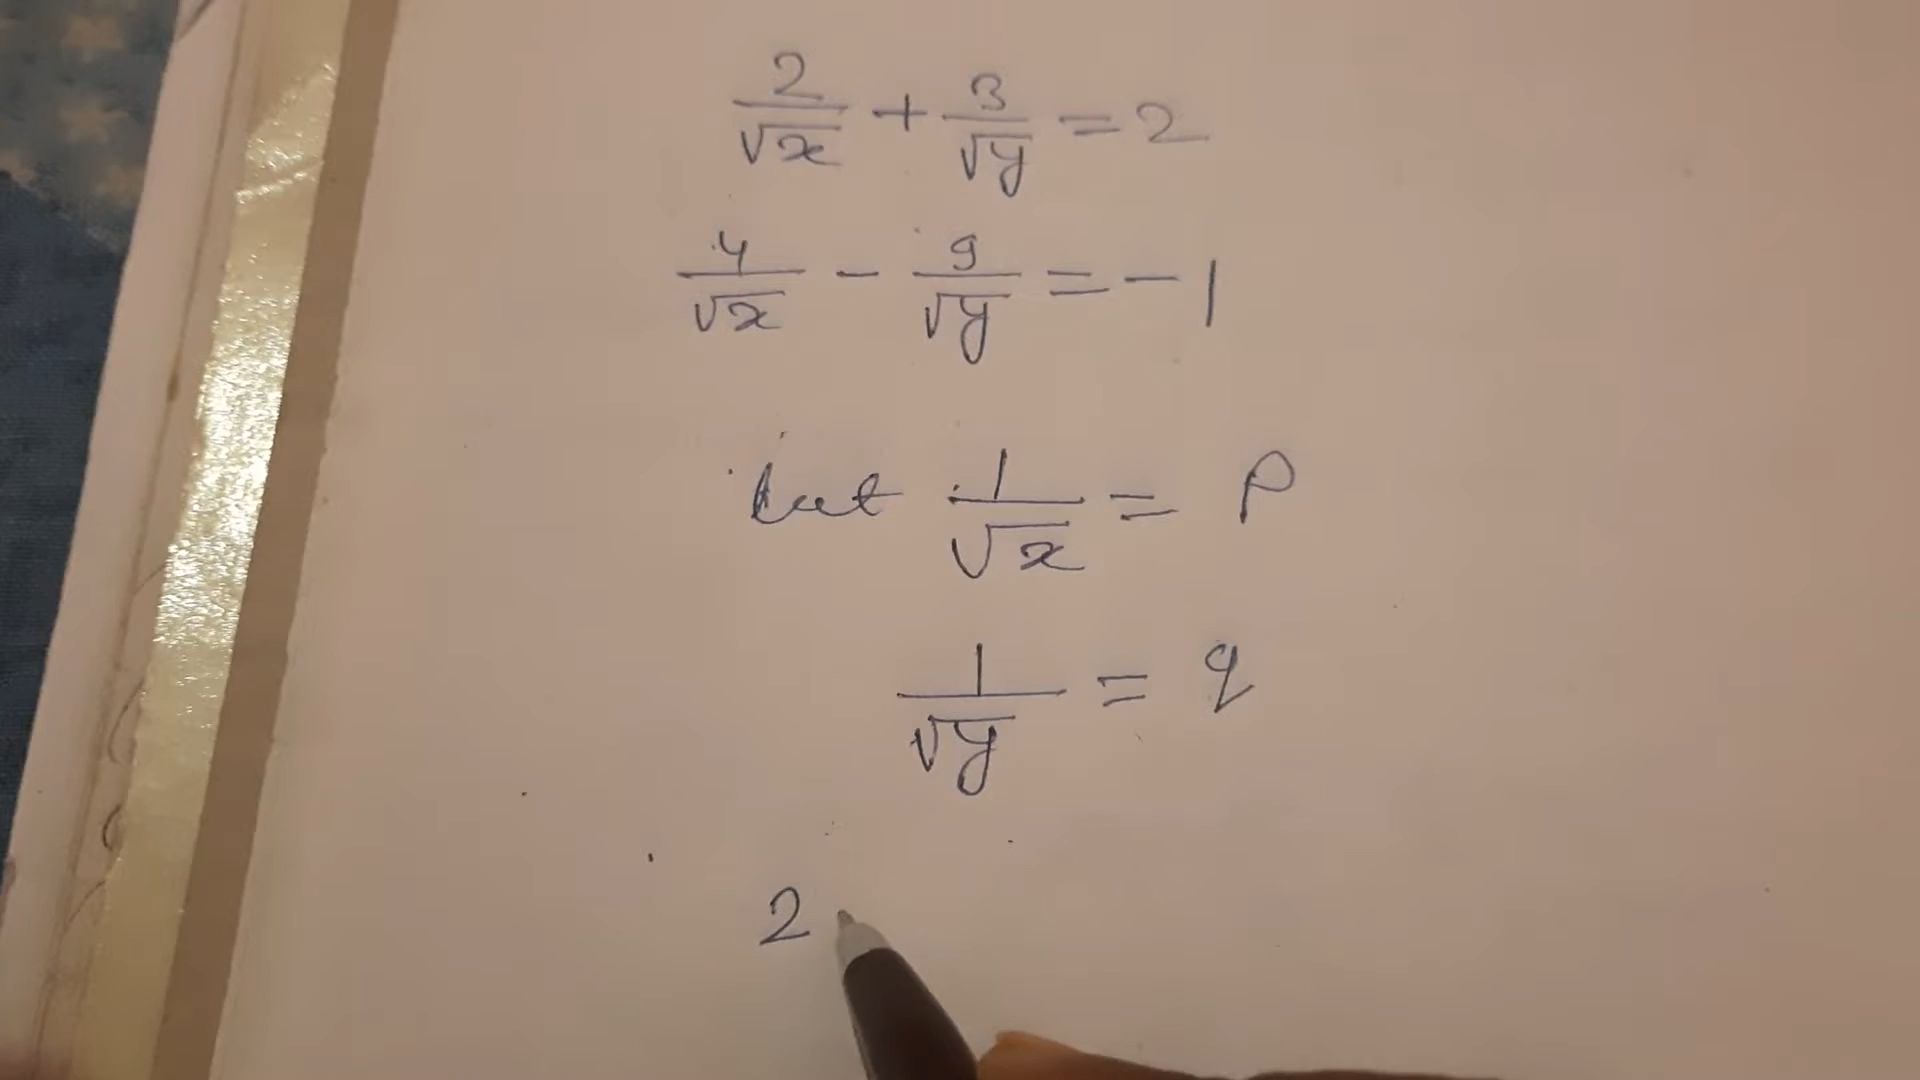 2/√x + 3/√y = 2
4/√x - 9/√y = -1
Let 1/√x = p
1/√y = q
2